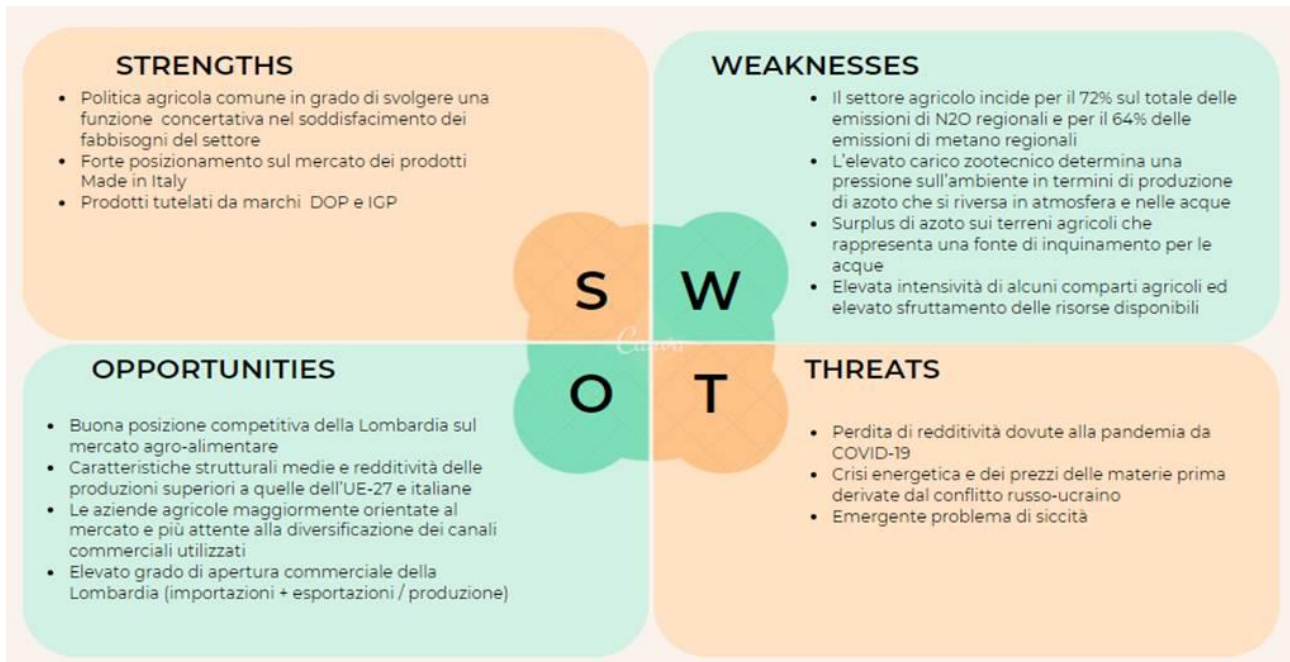 STRENGTHS
• Politica agricola comune in grado di svolgere una
funzione concertativa nel soddisfacimento dei
fabbisogni del settore
• Forte posizionamento sul mercato dei prodotti
Made in Italy
• Prodotti tutelati da marchi DOP e IGP
WEAKNESSES
• Il settore agricolo incide per il 72% sul totale delle
emissioni di N2O regionali e per il 64% delle
emissioni di metano regionali
• L'elevato carico zootecnico determina una
pressione sull'ambiente in termini di produzione
di azoto che si riversa in atmosfera e nelle acque
• Surplus di azoto sui terreni agricoli che
rappresenta una fonte di inquinamento per le
acque
• Elevata intensività di alcuni comparti agricoli ed
elevato sfruttamento delle risorse disponibili
S
W
Canva
O
T
OPPORTUNITIES
• Buona posizione competitiva della Lombardia sul
mercato agro-alimentare
• Caratteristiche strutturali medie e redditività delle
produzioni superiori a quelle dell'UE-27 e italiane
• Le aziende agricole maggiormente orientate al
mercato e più attente alla diversificazione dei canali
commerciali utilizzati
• Elevato grado di apertura commerciale della
Lombardia (importazioni + esportazioni / produzione)
THREATS
• Perdita di redditività dovute alla pandemia da
COVID-19
• Crisi energetica e dei prezzi delle materie prima
derivate dal conflitto russo-ucraino
• Emergente problema di siccità